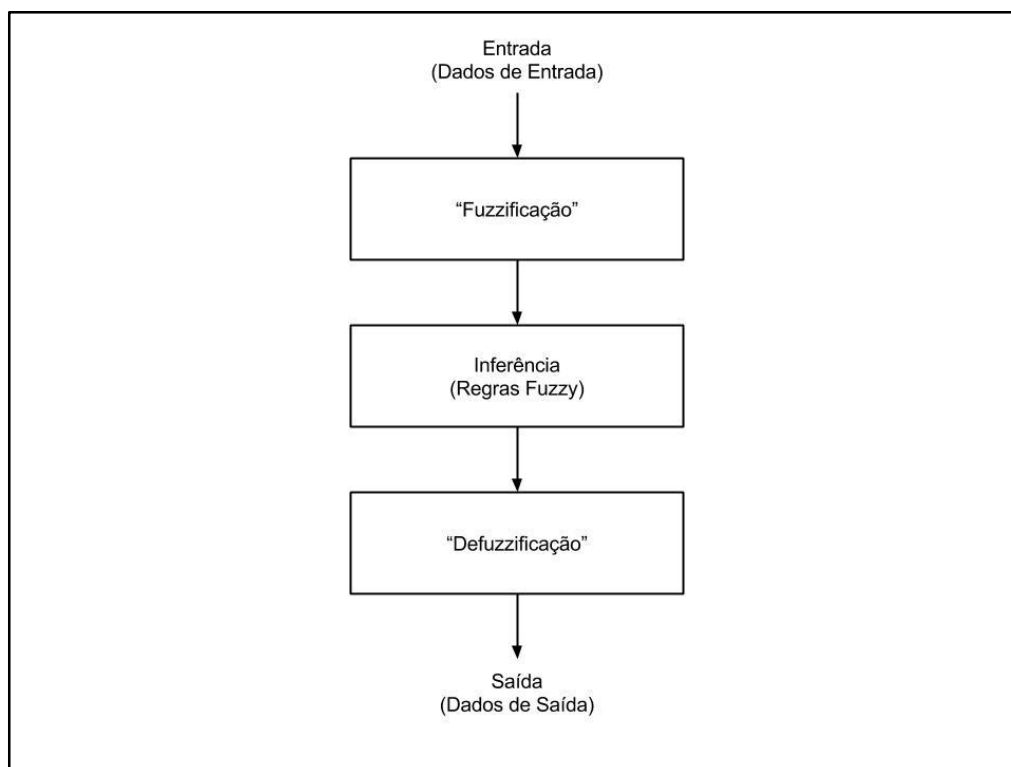 Entrada
(Dados de Entrada)
“Fuzzificação”
Inferência
(Regras Fuzzy)
“Defuzzificação”
Saída
(Dados de Saída)